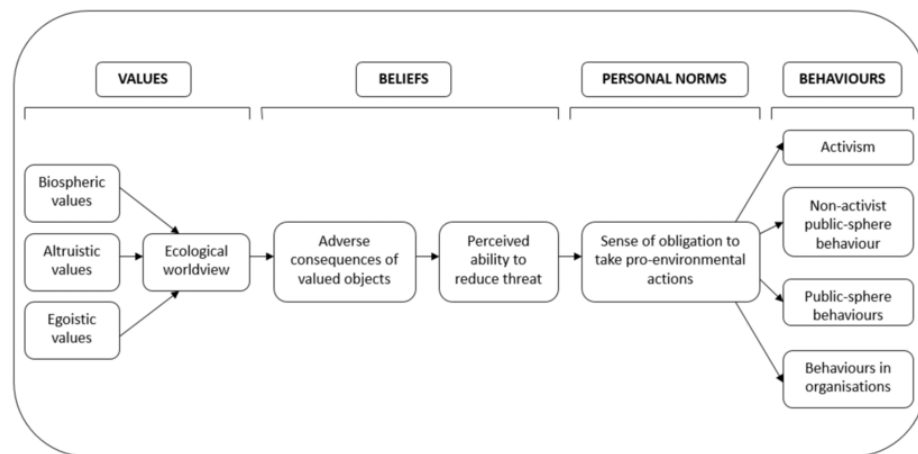 VALUES
BELIEFS
PERSONAL NORMS
BEHAVIOURS
Biospheric
values
Altruistic
values
Egoistic
values
Ecological
worldview
Adverse
consequences of
valued objects
Perceived
ability to
reduce threat
Sense of obligation to
take pro-environmental
actions
Activism
Non-activist
public-sphere
behaviour
Public-sphere
behaviours
Behaviours in
organisations